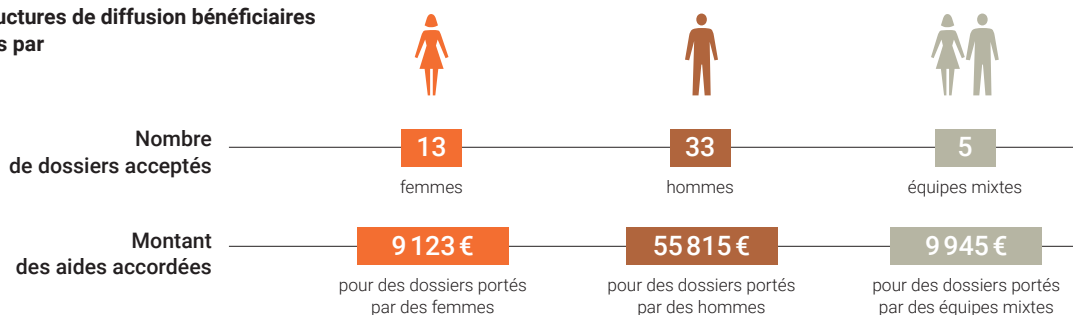 de diffusion bénéficiaires
par
Nombre
de dossiers acceptés
13
33
5
femmes
hommes
équipes mixtes
Montant
des aides accordées
9 123 €
55 815 €
9 945 €
pour des dossiers portés
par des femmes
pour des dossiers portés
par des hommes
pour des dossiers portés
par des équipes mixtes